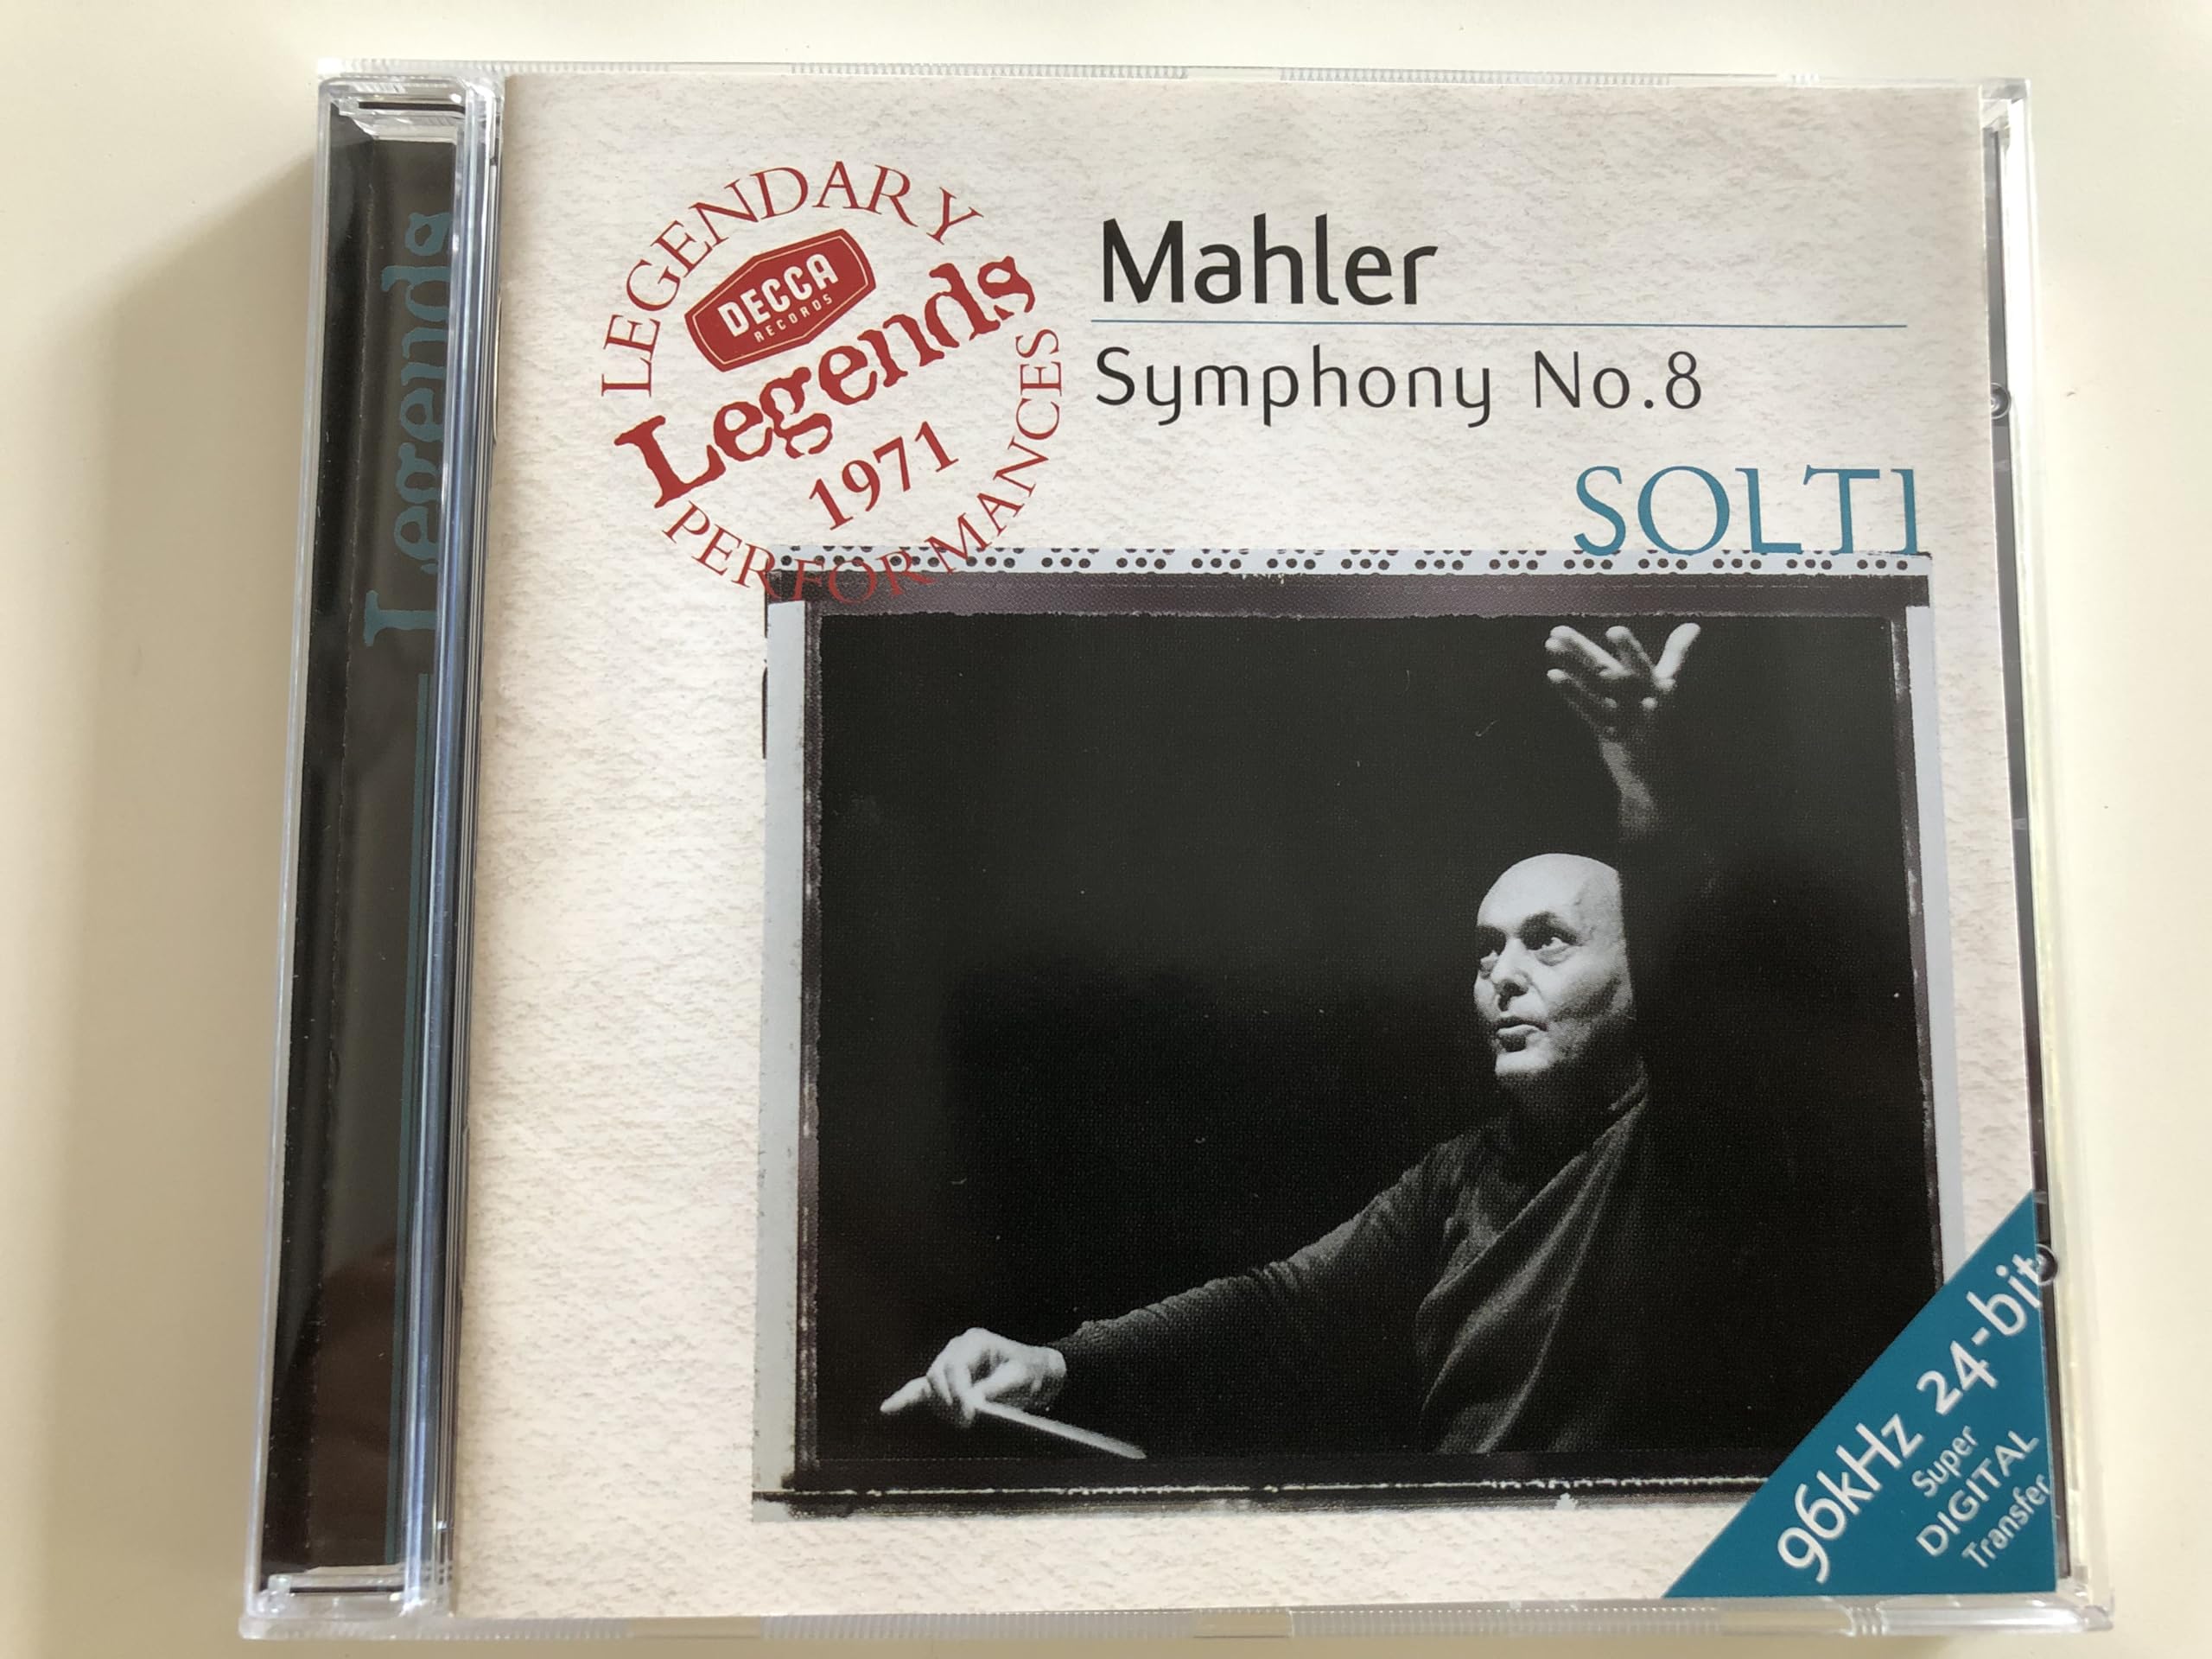 Legends
LEGENDARY
DECCA
RECORDS
Legends
1971
PERFORMANCES
Mahler
Symphony No.8
SOLTI
96kHz 24-bit
Super
DIGITAL
Transfer